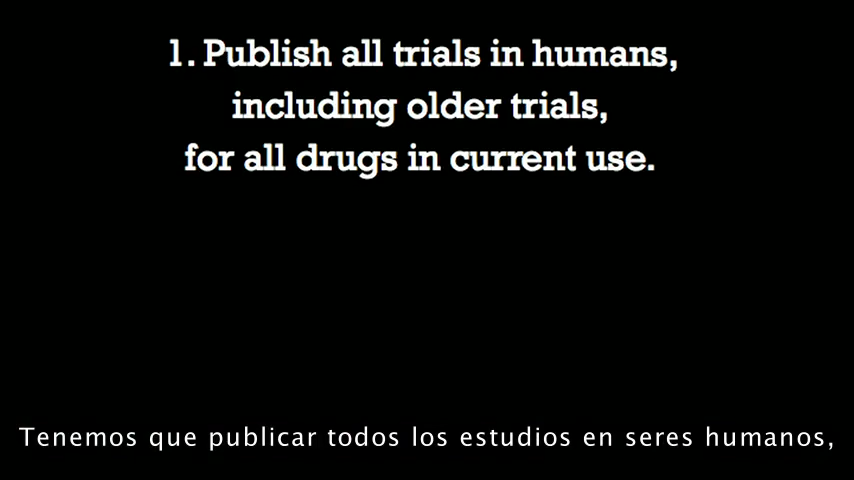 1. Publish all trials in humans,
including older trials,
for all drugs in current use.
Tenemos que publicar todos los estudios en seres humanos,